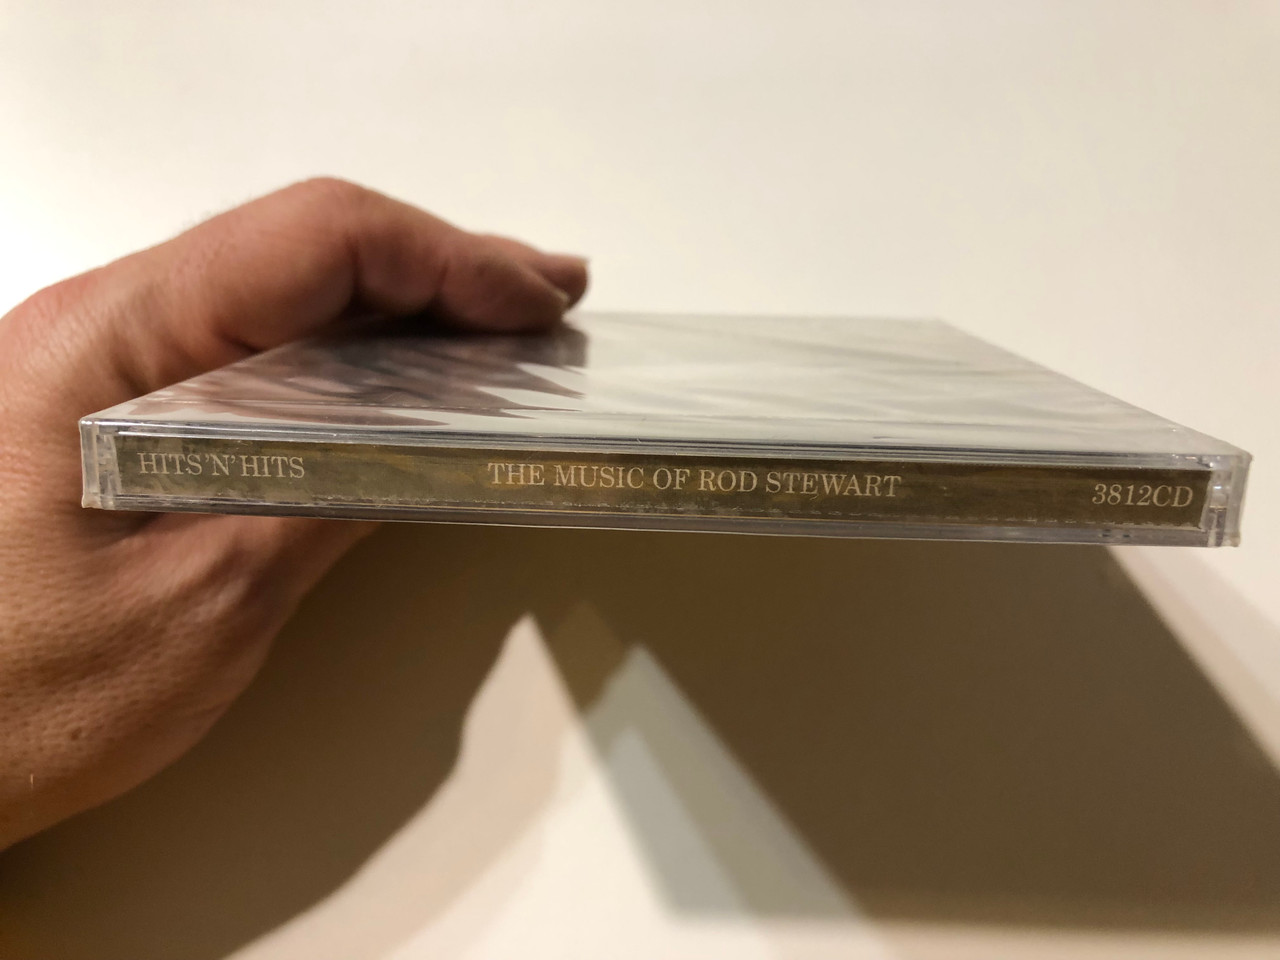 HITS'N'HITS THE MUSIC OF ROD STEWART 3812CD